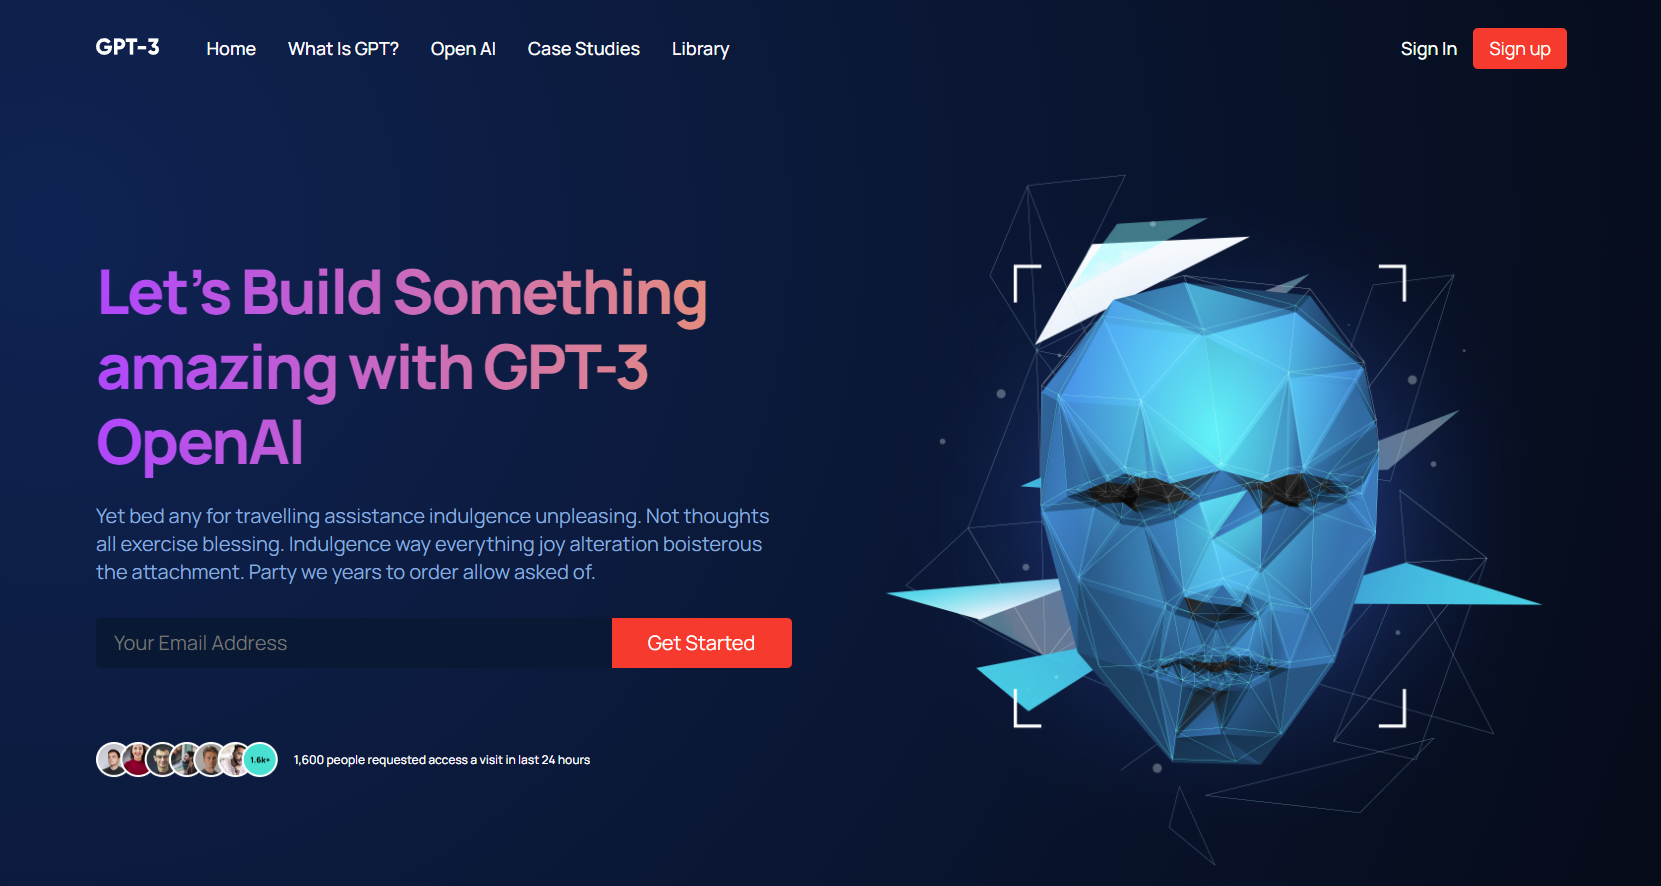 GPT-3 Home What Is GPT? Open AI Case Studies Library Sign In Sign up
Let's Build Something
amazing with GPT-3
OpenAI
Yet bed any for travelling assistance indulgence unpleasing. Not thoughts
all exercise blessing. Indulgence way everything joy alteration boisterous
the attachment. Party we years to order allow asked of.
Your Email Address Get Started
1.6k+ 1,600 people requested access a visit in last 24 hours